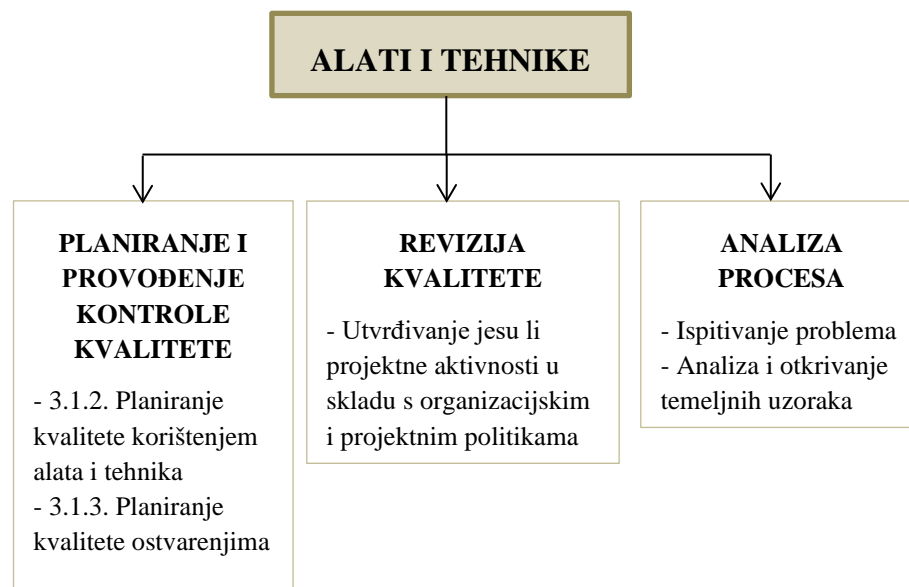 ALATI I TEHNIKE
PLANIRANJE I
PROVOĐENJE
KONTROLE
KVALITETE
- 3.1.2. Planiranje
kvalitete korištenjem
alata i tehnika
- 3.1.3. Planiranje
kvalitete ostvarenjima
REVIZIJA
KVALITETE
- Utvrđivanje jesu li
projektne aktivnosti u
skladu s organizacijskim
i projektnim politikama
ANALIZA
PROCESA
- Ispitivanje problema
- Analiza i otkrivanje
temeljnih uzoraka